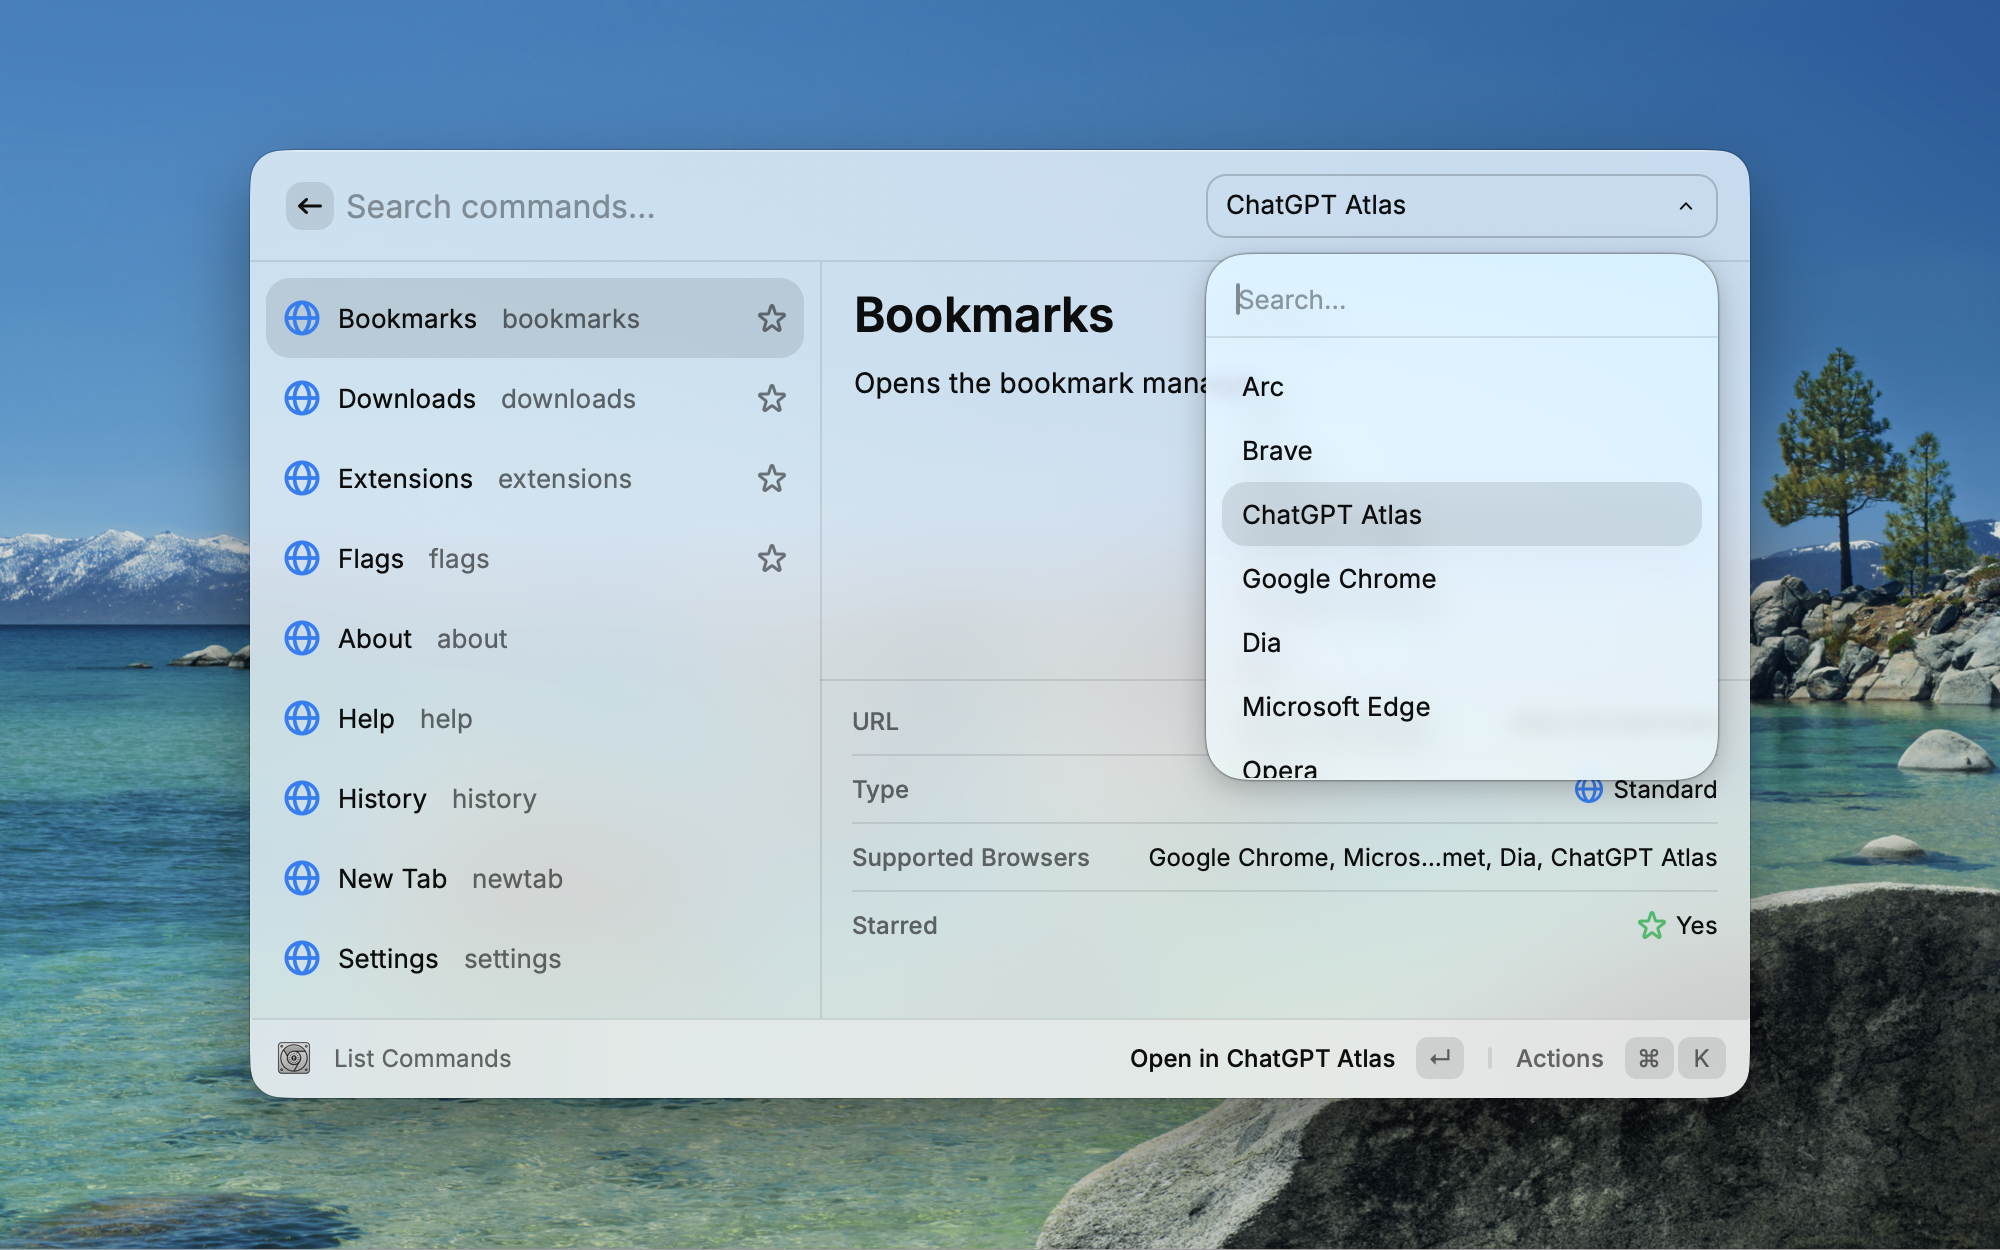 Search commands...
ChatGPT Atlas
Bookmarks bookmarks
Downloads downloads
Extensions extensions
Flags flags
About about
Help help
History history
New Tab newtab
Settings settings
Bookmarks
Opens the bookmark mana
URL
Type Standard
Supported Browsers Google Chrome, Micros...met, Dia, ChatGPT Atlas
Starred Yes
Search...
Arc
Brave
ChatGPT Atlas
Google Chrome
Dia
Microsoft Edge
Opera
List Commands
Open in ChatGPT Atlas ↵ Actions ⌘ K